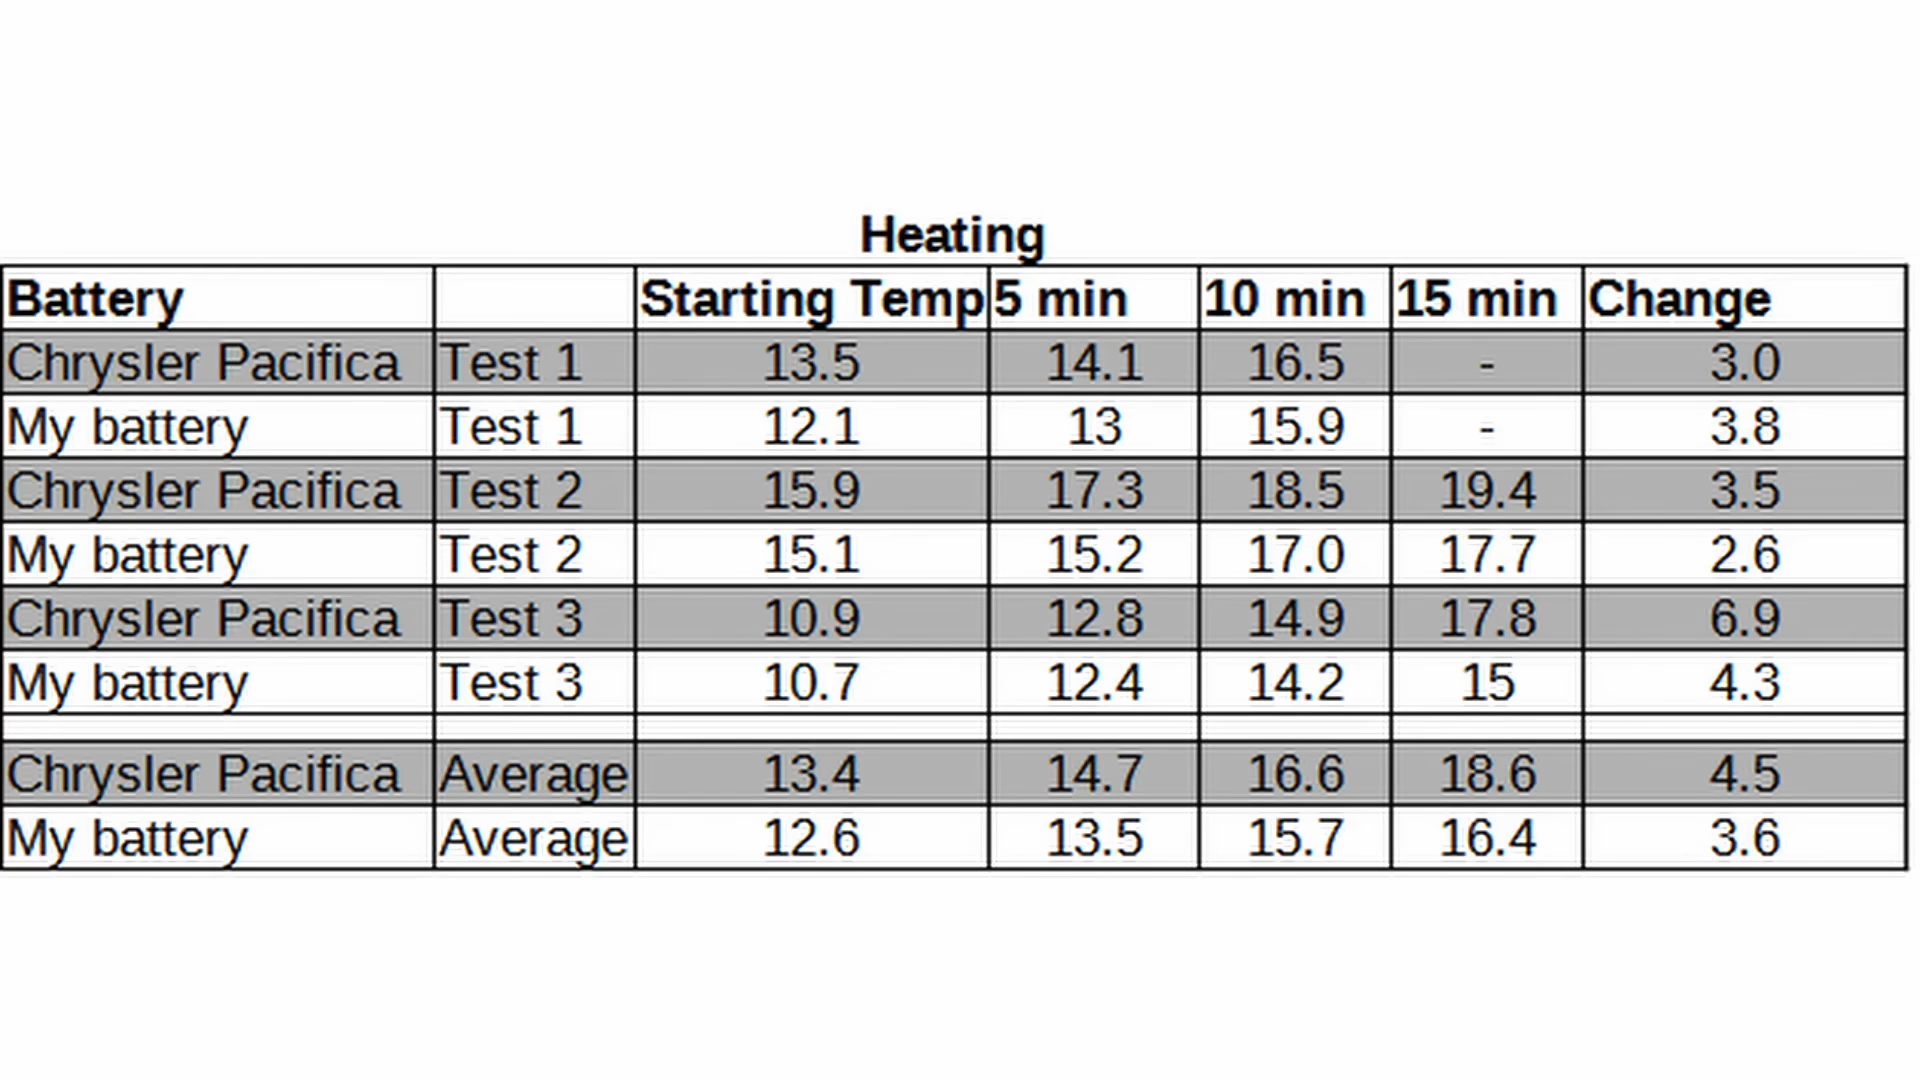 Heating
Battery Starting Temp 5 min 10 min 15 min Change
Chrysler Pacifica Test 1 13.5 14.1 16.5 - 3.0
My battery Test 1 12.1 13 15.9 - 3.8
Chrysler Pacifica Test 2 15.9 17.3 18.5 19.4 3.5
My battery Test 2 15.1 15.2 17.0 17.7 2.6
Chrysler Pacifica Test 3 10.9 12.8 14.9 17.8 6.9
My battery Test 3 10.7 12.4 14.2 15 4.3
Chrysler Pacifica Average 13.4 14.7 16.6 18.6 4.5
My battery Average 12.6 13.5 15.7 16.4 3.6